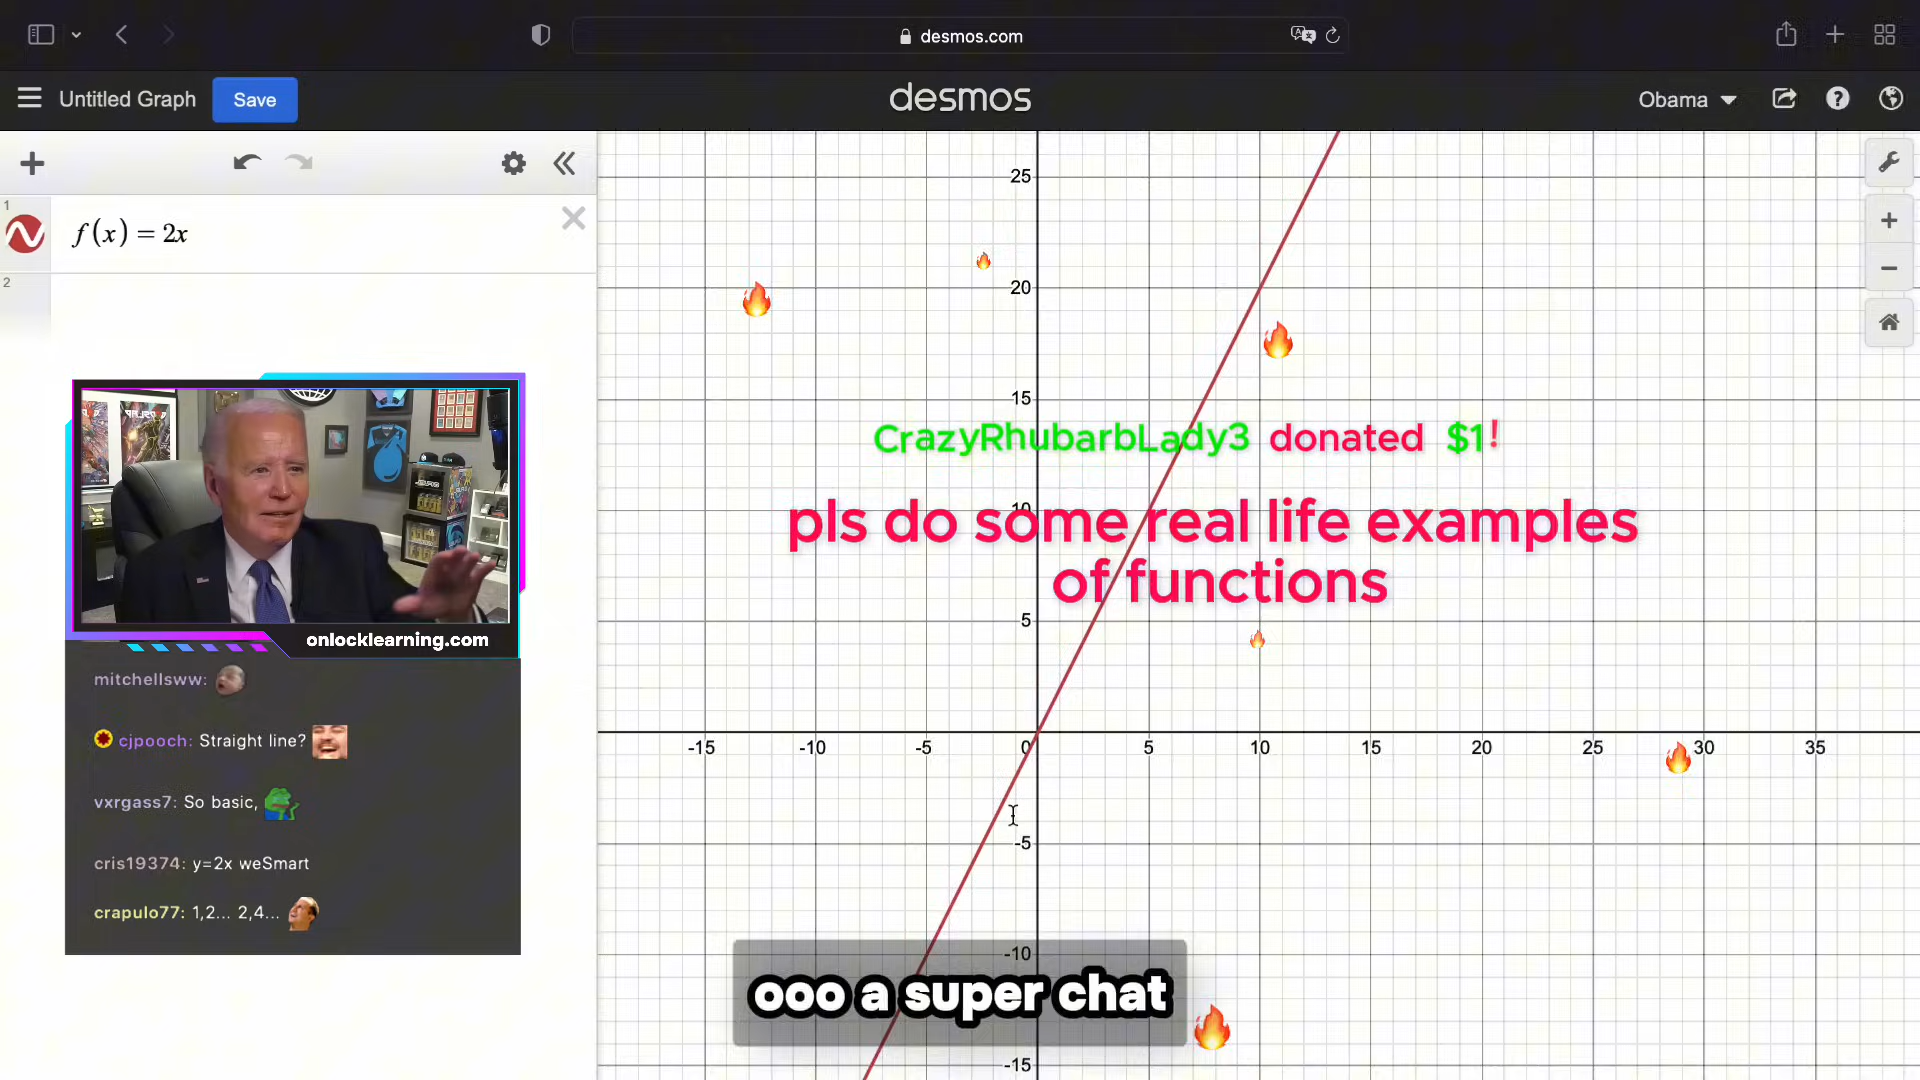 desmos.com
Untitled Graph
Save
desmos
Obama
1
f(x) = 2x
2
25
20
15
10
5
-15
-10
-5
0
5
10
15
20
25
30
35
-5
-10
-15
CrazyRhubarbLady3 donated $1!
pls do some real life examples
of functions
onlocklearning.com
mitchellsww:
cjpooch: Straight line?
vxrgass7: So basic,
cris19374: y=2x weSmart
crapulo77: 1,2... 2,4...
ooo a super chat